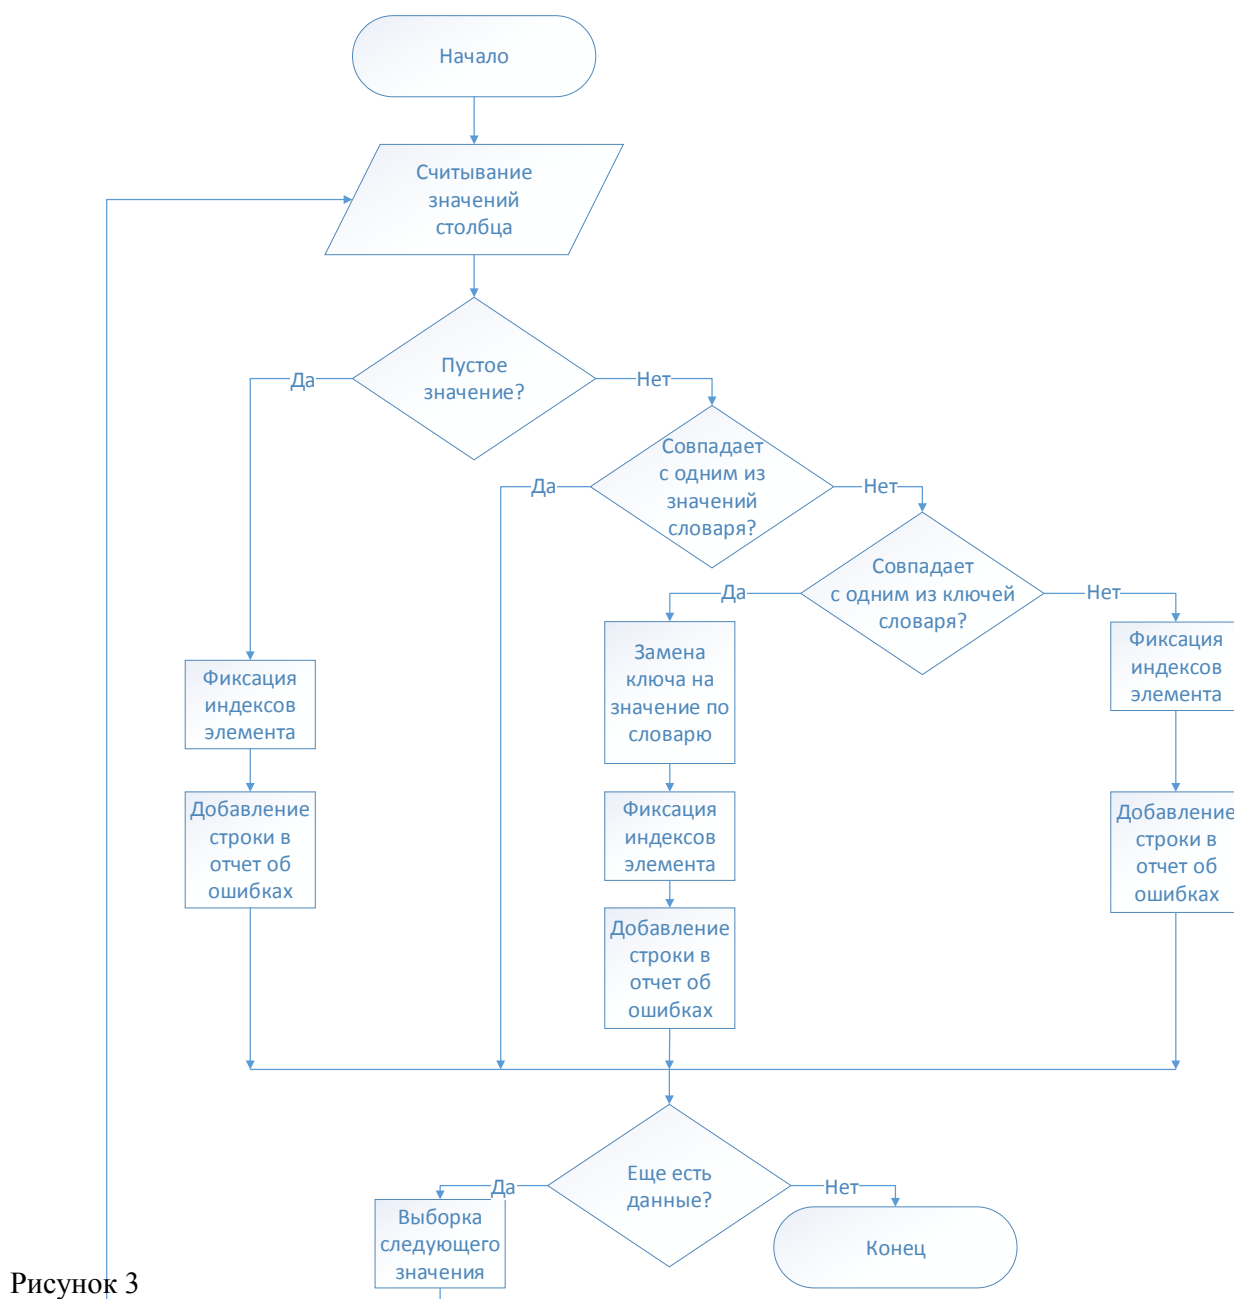 Начало
Считывание
значений
столбца
Пустое
значение?
Да
Нет
Совпадает
с одним из
значений
словаря?
Да
Нет
Совпадает
с одним из ключей
словаря?
Да
Нет
Замена
ключа на
значение по
словарю
Фиксация
индексов
элемента
Фиксация
индексов
элемента
Добавление
строки в
отчет об
ошибках
Фиксация
индексов
элемента
Добавление
строки в
отчет об
ошибках
Добавление
строки в
отчет об
ошибках
Еще есть
данные?
Да
Нет
Выборка
следующего
значения
Конец
Рисунок 3